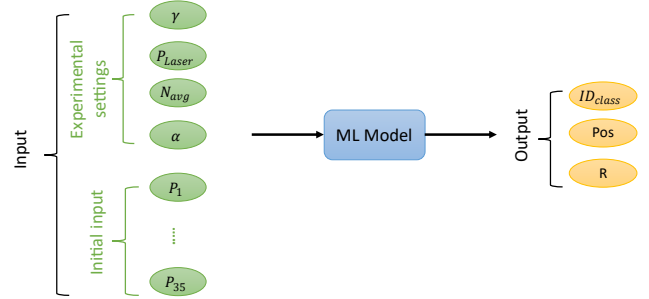 Input
Experimental
settings
γ
P_Laser
N_avg
α
Initial input
P_1
....
P_35
ML Model
Output
ID_class
Pos
R